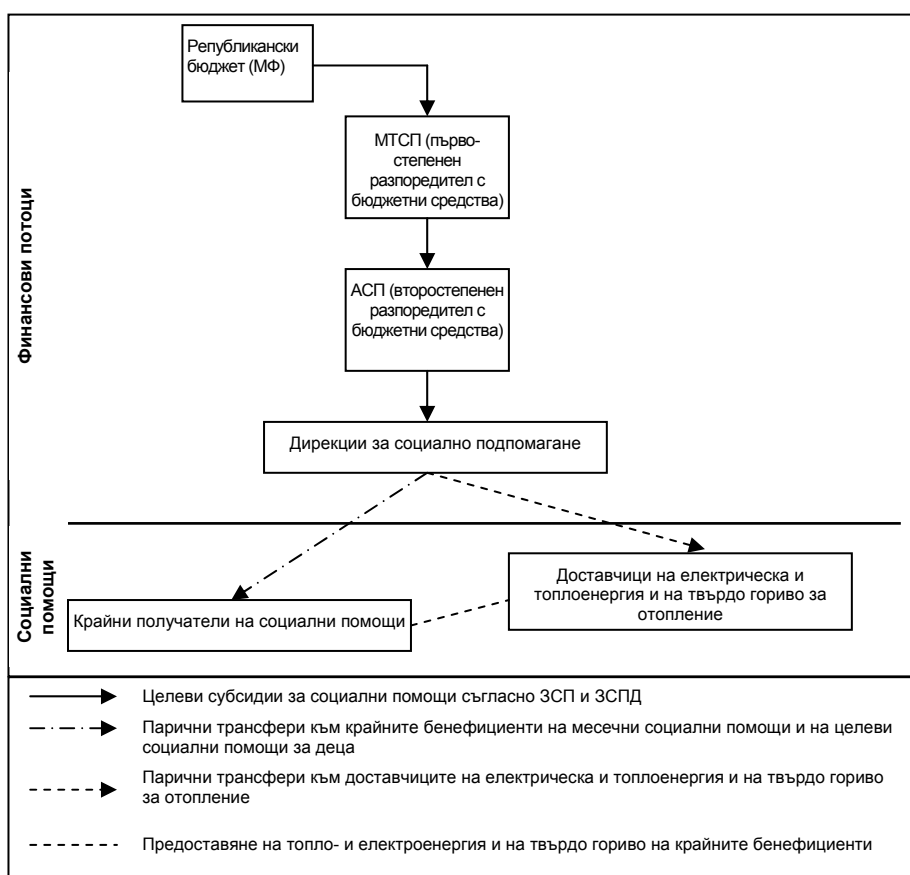 Републикански
бюджет (МФ)
МТСП (първо-
степенен
разпоредител с
бюджетни средства)
АСП (второстепенен
разпоредител с
бюджетни средства)
Дирекции за социално подпомагане
Финансови потоци
Доставчици на електрическа и
топлоенергия и на твърдо гориво за
отопление
Крайни получатели на социални помощи
Социални
помощи
Целеви субсидии за социални помощи съгласно ЗСП и ЗСПД
Парични трансфери към крайните бенефициенти на месечни социални помощи и на целеви
социални помощи за деца
Парични трансфери към доставчиците на електрическа и топлоенергия и на твърдо гориво
за отопление
Предоставяне на топло- и електроенергия и на твърдо гориво на крайните бенефициенти